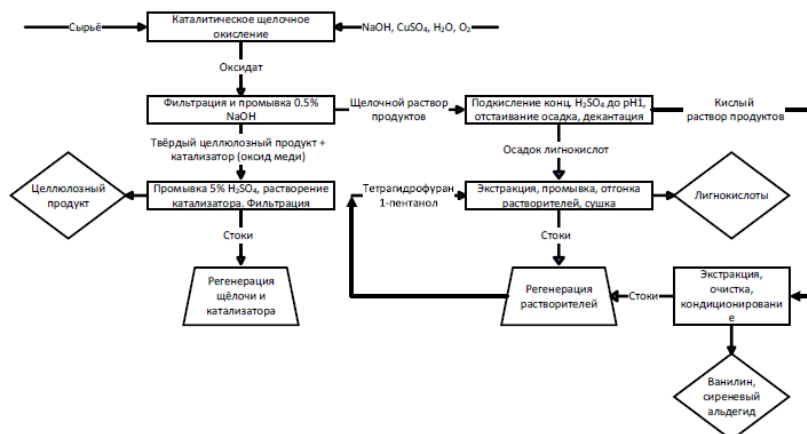 Сырьё
Каталитическое щелочное
окисление
NaOH, CuSO₄, H₂O, O₂
Оксидат
Фильтрация и промывка 0.5%
NaOH
Щелочной раствор
продуктов
Подкисление конц. H₂SO₄ до pH1,
отстаивание осадка, декантация
Кислый
раствор продуктов
Твёрдый целлюлозный продукт +
катализатор (оксид меди)
Осадок лигнокислот
Целлюлозный
продукт
Промывка 5% H₂SO₄, растворение
катализатора. Фильтрация
Тетрагидрофуран
1-пентанол
Экстракция, промывка, отгонка
растворителей, сушка
Лигнокислоты
Стоки
Стоки
Регенерация
щёлочи и
катализатора
Регенерация
растворителей
Стоки
Экстракция,
очистка,
кондиционировани
е
Ванилин,
сиреневый
альдегид